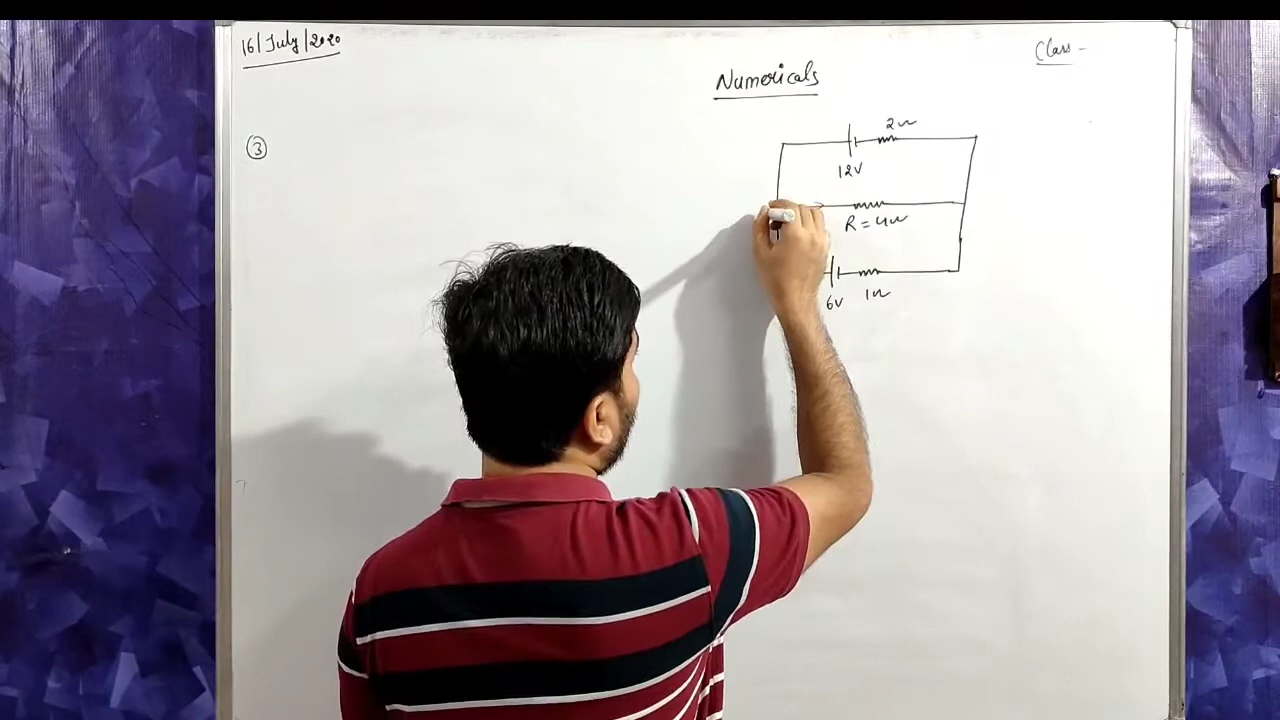 16/July/2020
Class-
Numericals
3
2Ω
12V
R=4Ω
6V 1Ω